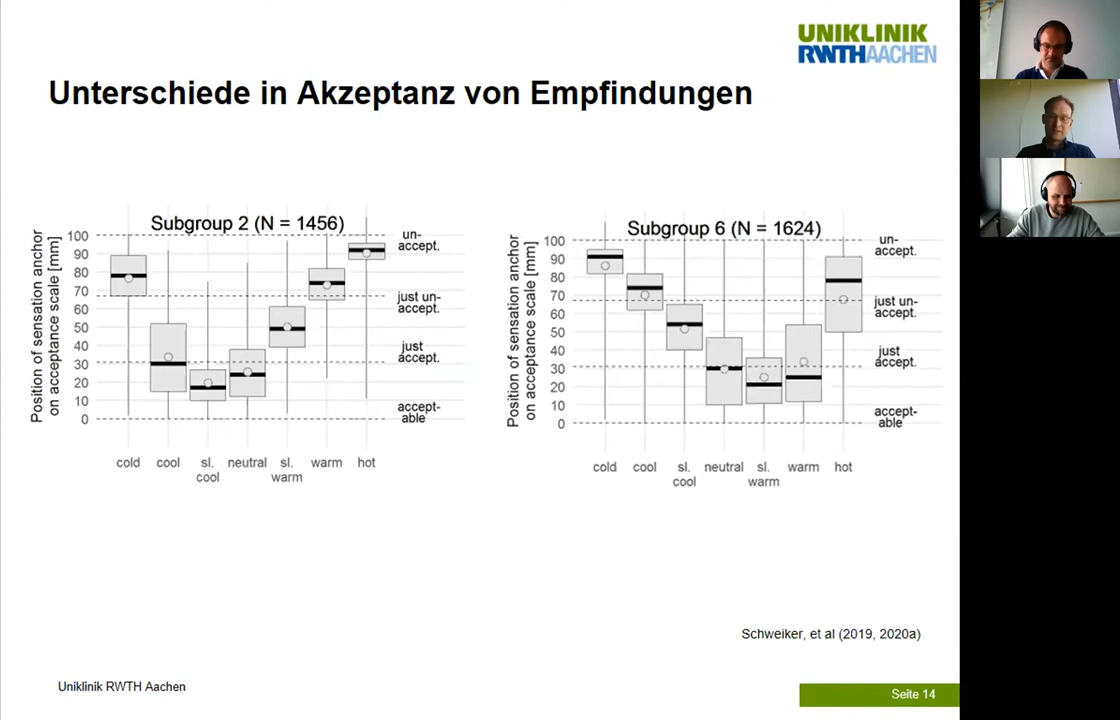 UNIKLINIK
RWTHAACHEN
Unterschiede in Akzeptanz von Empfindungen
Subgroup 2 (N = 1456)
Position of sensation anchor
on acceptance scale [mm]
100
90
80
70
60
50
40
30
20
10
0
un-
accept.
just un-
accept.
just
accept.
accept-
able
cold cool sl. neutral sl. warm hot
cool warm
Subgroup 6 (N = 1624)
Position of sensation anchor
on acceptance scale [mm]
100
90
80
70
60
50
40
30
20
10
0
un-
accept.
just un-
accept.
just
accept.
accept-
able
cold cool sl. neutral sl. warm hot
cool warm
Schweiker, et al (2019, 2020a)
Uniklinik RWTH Aachen
Seite 14